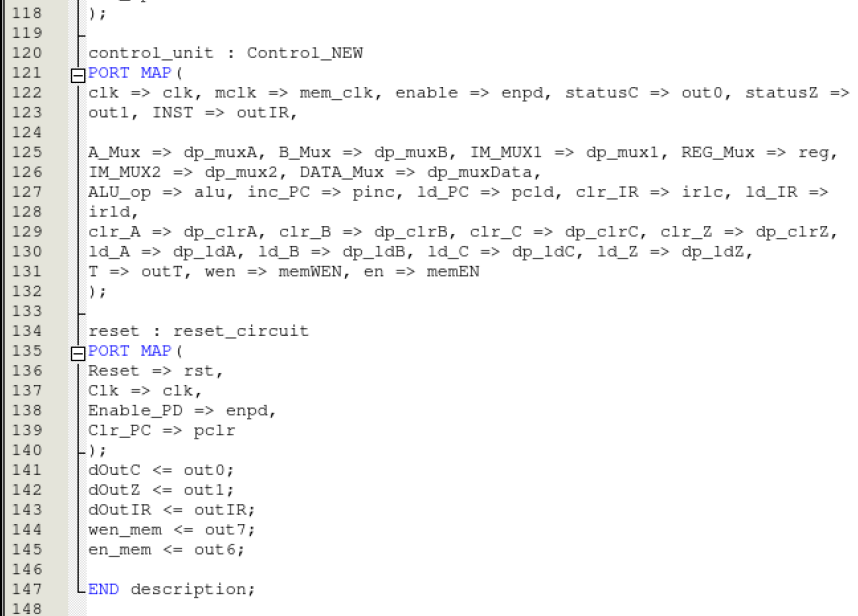 118 );
119
120 control_unit : Control_NEW
121 PORT MAP(
122 clk => clk, mclk => mem_clk, enable => enpd, statusC => out0, statusZ =>
123 out1, INST => outIR,
124
125 A_Mux => dp_muxA, B_Mux => dp_muxB, IM_MUX1 => dp_mux1, REG_Mux => reg,
126 IM_MUX2 => dp_mux2, DATA_Mux => dp_muxData,
127 ALU_op => alu, inc_PC => pinc, ld_PC => pcld, clr_IR => irlc, ld_IR =>
128 irld,
129 clr_A => dp_clrA, clr_B => dp_clrB, clr_C => dp_clrC, clr_Z => dp_clrZ,
130 ld_A => dp_ldA, ld_B => dp_ldB, ld_C => dp_ldC, ld_Z => dp_ldZ,
131 T => outT, wen => memWEN, en => memEN
132 );
133
134 reset : reset_circuit
135 PORT MAP(
136 Reset => rst,
137 Clk => clk,
138 Enable_PD => enpd,
139 Clr_PC => pclr
140 );
141 dOutC <= out0;
142 dOutZ <= out1;
143 dOutIR <= outIR;
144 wen_mem <= out7;
145 en_mem <= out6;
146
147 END description;
148